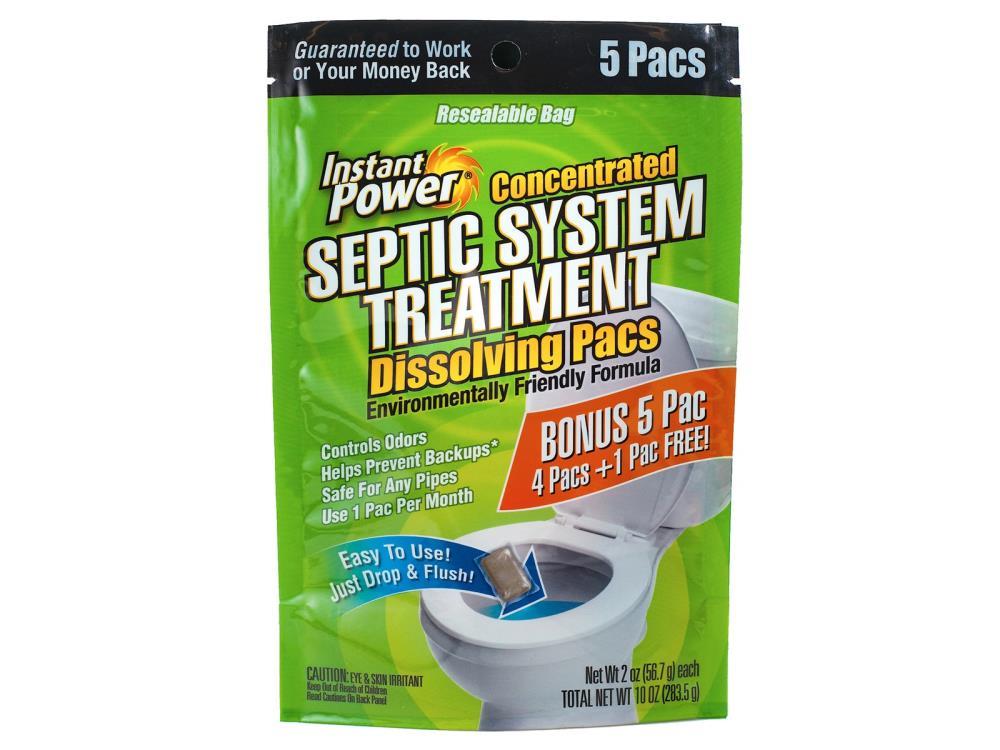 Guaranteed to Work
or Your Money Back
5 Pacs
Resealable Bag
Instant
Power®
Concentrated
SEPTIC SYSTEM
TREATMENT
Dissolving Pacs
Environmentally Friendly Formula
BONUS 5 Pac
4 Pacs + 1 Pac FREE!
Controls Odors
Helps Prevent Backups*
Safe For Any Pipes
Use 1 Pac Per Month
Easy To Use!
Just Drop & Flush!
CAUTION: EYE & SKIN IRRITANT
Keep Out of Reach of Children
Read Cautions On Back Panel
Net Wt 2 oz (56.7 g) each
TOTAL NET WT 10 OZ (283.5 g)